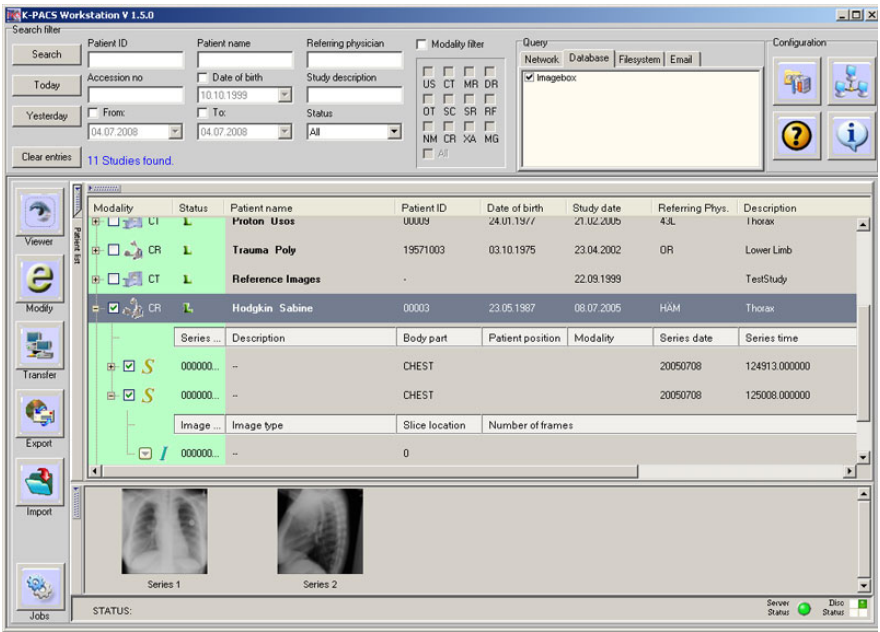 K-PACS Workstation V 1.5.0
Search filter
Search
Today
Yesterday
Clear entries
Patient ID
Patient name
Referring physician
Accession no
Date of birth
10.10.1999
Study description
From:
04.07.2008
To:
04.07.2008
Status
All
11 Studies found.
Modality filter
US CT MR DR
OT SC SR RF
NM CR XA MG
All
Query
Network Database Filesystem Email
Imagebox
Configuration
Viewer
Modify
Transfer
Export
Import
Jobs
Patient list
Modality Status Patient name Patient ID Date of birth Study date Referring Phys. Description
CT L Proton Usos 00009 24.01.1977 21.02.2005 43L Thorax
CR L Trauma Poly 19571003 03.10.1975 23.04.2002 OR Lower Limb
CT L Reference Images - 22.09.1999 TestStudy
CR L Hodgkin Sabine 00003 23.05.1987 08.07.2005 HÄM Thorax
Series ... Description Body part Patient position Modality Series date Series time
S 000000... -- CHEST 20050708 124913.000000
S 000000... -- CHEST 20050708 125008.000000
Image ... Image type Slice location Number of frames
I 000000... -- 0
Series 1
Series 2
STATUS:
Server Status
Disc Status